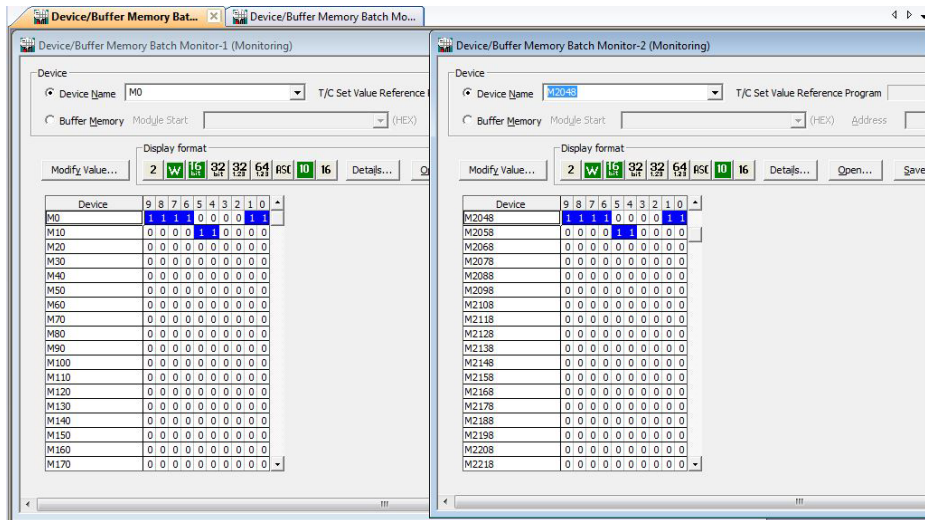 Device/Buffer Memory Bat...
Device/Buffer Memory Batch Mo...
Device/Buffer Memory Batch Monitor-1 (Monitoring)
Device
Device Name M0 T/C Set Value Reference
Buffer Memory Module Start (HEX)
Display format
Modify Value... 2 W 16 bit 32 bit 32 1.23 64 1.23 ASC 10 16 Details...
Device 9 8 7 6 5 4 3 2 1 0
M0 1 1 1 1 0 0 0 0 1 1
M10 0 0 0 0 1 1 0 0 0 0
M20 0 0 0 0 0 0 0 0 0 0
M30 0 0 0 0 0 0 0 0 0 0
M40 0 0 0 0 0 0 0 0 0 0
M50 0 0 0 0 0 0 0 0 0 0
M60 0 0 0 0 0 0 0 0 0 0
M70 0 0 0 0 0 0 0 0 0 0
M80 0 0 0 0 0 0 0 0 0 0
M90 0 0 0 0 0 0 0 0 0 0
M100 0 0 0 0 0 0 0 0 0 0
M110 0 0 0 0 0 0 0 0 0 0
M120 0 0 0 0 0 0 0 0 0 0
M130 0 0 0 0 0 0 0 0 0 0
M140 0 0 0 0 0 0 0 0 0 0
M150 0 0 0 0 0 0 0 0 0 0
M160 0 0 0 0 0 0 0 0 0 0
M170 0 0 0 0 0 0 0 0 0 0
Device/Buffer Memory Batch Monitor-2 (Monitoring)
Device
Device Name M2048 T/C Set Value Reference Program
Buffer Memory Module Start (HEX) Address
Display format
Modify Value... 2 W 16 bit 32 bit 32 1.23 64 1.23 ASC 10 16 Details... Open... Save
Device 9 8 7 6 5 4 3 2 1 0
M2048 1 1 1 1 0 0 0 0 1 1
M2058 0 0 0 0 1 1 0 0 0 0
M2068 0 0 0 0 0 0 0 0 0 0
M2078 0 0 0 0 0 0 0 0 0 0
M2088 0 0 0 0 0 0 0 0 0 0
M2098 0 0 0 0 0 0 0 0 0 0
M2108 0 0 0 0 0 0 0 0 0 0
M2118 0 0 0 0 0 0 0 0 0 0
M2128 0 0 0 0 0 0 0 0 0 0
M2138 0 0 0 0 0 0 0 0 0 0
M2148 0 0 0 0 0 0 0 0 0 0
M2158 0 0 0 0 0 0 0 0 0 0
M2168 0 0 0 0 0 0 0 0 0 0
M2178 0 0 0 0 0 0 0 0 0 0
M2188 0 0 0 0 0 0 0 0 0 0
M2198 0 0 0 0 0 0 0 0 0 0
M2208 0 0 0 0 0 0 0 0 0 0
M2218 0 0 0 0 0 0 0 0 0 0